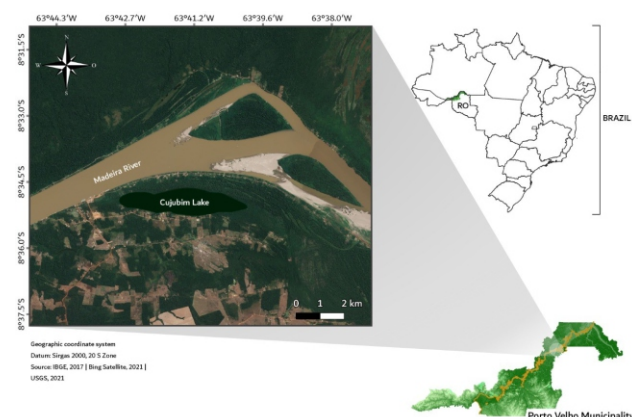 63°44.3'W 63°42.7'W 63°41.2'W 63°39.6'W 63°38.0'W
8°31.5'S
N
W O
S
8°33.0'S
RO
BRAZIL
Madeira River
8°34.5'S
Cujubim Lake
8°36.0'S
0 1 2 km
8°37.5'S
Geographic coordinate system
Datum: Sirgas 2000, 20 S Zone
Source: IBGE, 2017 | Bing Satellite, 2021 |
USGS, 2021
Porto Velho Municipality